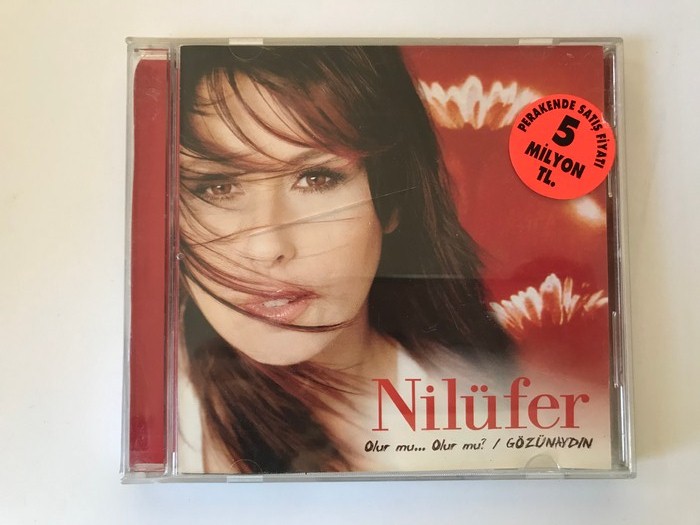 PERAKENDE SATIŞ FİYATI
5
MİLYON
TL.
Nilüfer
Olur mu... Olur mu? / GÖZÜNAYDIN